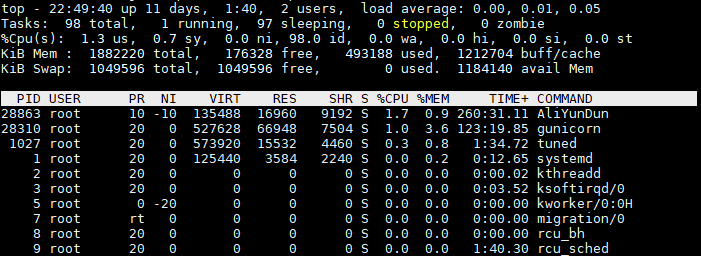 top - 22:49:40 up 11 days,  1:40,  2 users,  load average: 0.00, 0.01, 0.05
Tasks:  98 total,   1 running,  97 sleeping,   0 stopped,   0 zombie
%Cpu(s):  1.3 us,  0.7 sy,  0.0 ni, 98.0 id,  0.0 wa,  0.0 hi,  0.0 si,  0.0 st
KiB Mem :  1882220 total,   176328 free,   493188 used,  1212704 buff/cache
KiB Swap:  1049596 total,  1049596 free,        0 used.  1184140 avail Mem
PID USER      PR  NI    VIRT    RES    SHR S %CPU %MEM     TIME+ COMMAND
28863 root      10 -10  135488  16960   9192 S  1.7  0.9 260:31.11 AliYunDun
28310 root      20   0  527628  66948   7504 S  1.0  3.6 123:19.85 gunicorn
1027 root      20   0  573920  15532   4460 S  0.3  0.8   1:34.72 tuned
1 root      20   0  125440   3584   2240 S  0.0  0.2   0:12.65 systemd
2 root      20   0       0      0      0 S  0.0  0.0   0:00.02 kthreadd
3 root      20   0       0      0      0 S  0.0  0.0   0:03.52 ksoftirqd/0
5 root       0 -20       0      0      0 S  0.0  0.0   0:00.00 kworker/0:0H
7 root      rt   0       0      0      0 S  0.0  0.0   0:00.00 migration/0
8 root      20   0       0      0      0 S  0.0  0.0   0:00.00 rcu_bh
9 root      20   0       0      0      0 S  0.0  0.0   1:40.30 rcu_sched